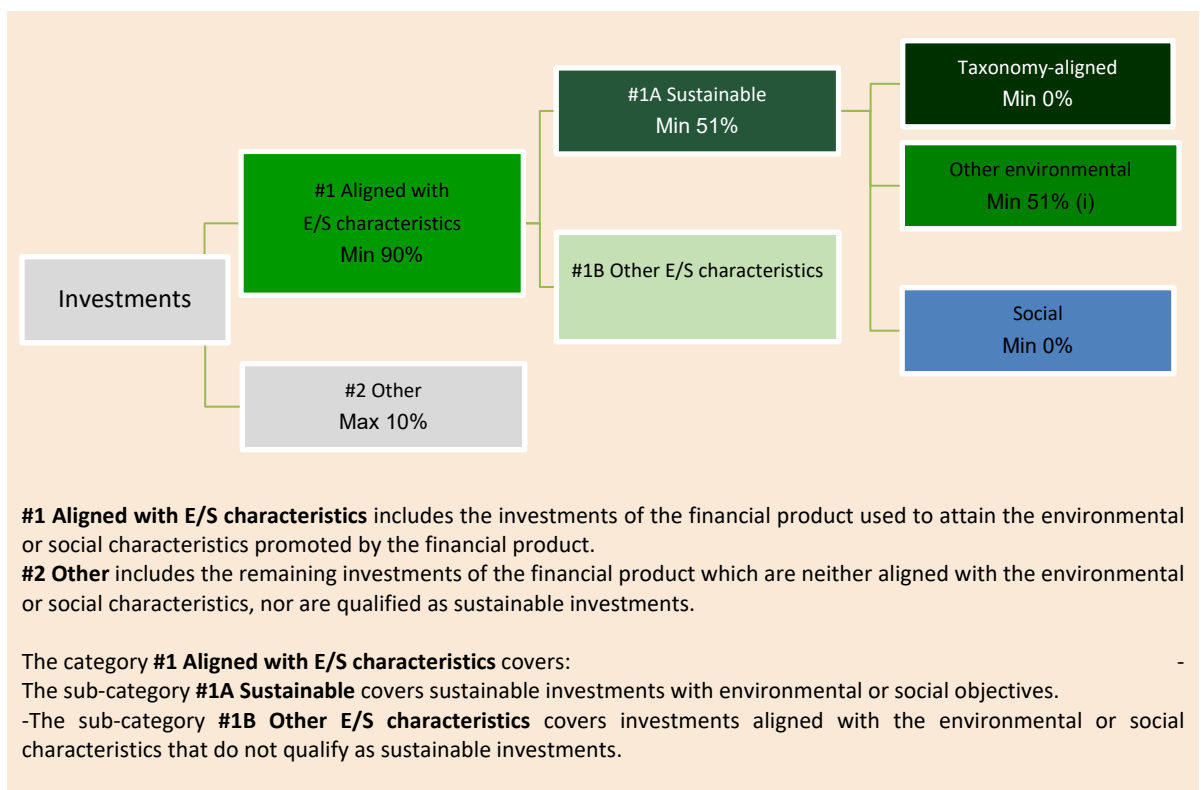 Investments
#1 Aligned with
E/S characteristics
Min 90%
#2 Other
Max 10%
#1A Sustainable
Min 51%
#1B Other E/S characteristics
Taxonomy-aligned
Min 0%
Other environmental
Min 51% (i)
Social
Min 0%
#1 Aligned with E/S characteristics includes the investments of the financial product used to attain the environmental
or social characteristics promoted by the financial product.
#2 Other includes the remaining investments of the financial product which are neither aligned with the environmental
or social characteristics, nor are qualified as sustainable investments.
The category #1 Aligned with E/S characteristics covers: -
The sub-category #1A Sustainable covers sustainable investments with environmental or social objectives.
-The sub-category #1B Other E/S characteristics covers investments aligned with the environmental or social
characteristics that do not qualify as sustainable investments.